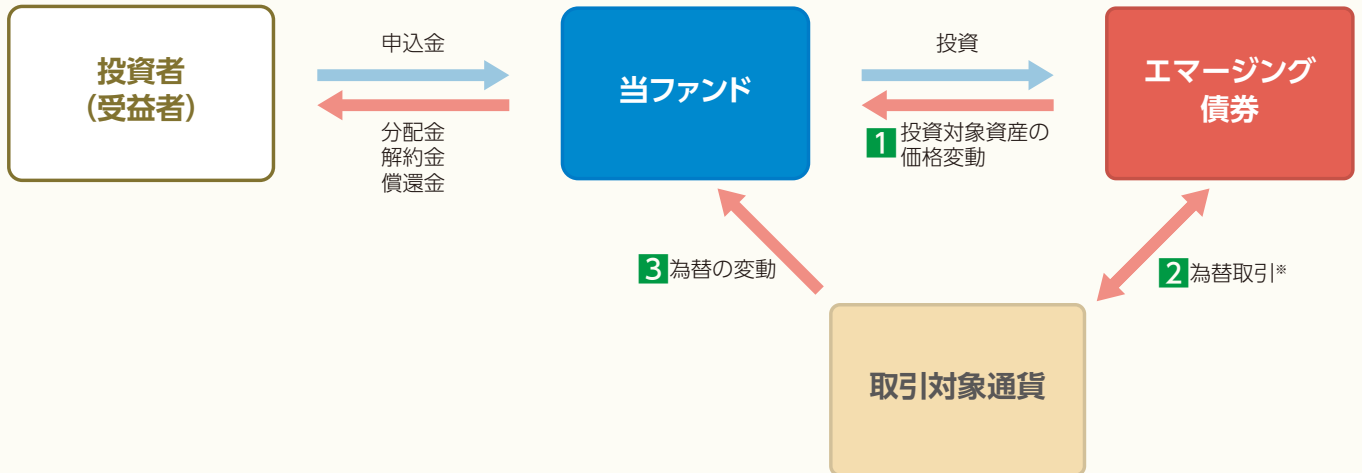 投資者
(受益者)
申込金
分配金
解約金
償還金
当ファンド
投資
1 投資対象資産の
価格変動
エマージング
債券
3 為替の変動
2 為替取引※
取引対象通貨